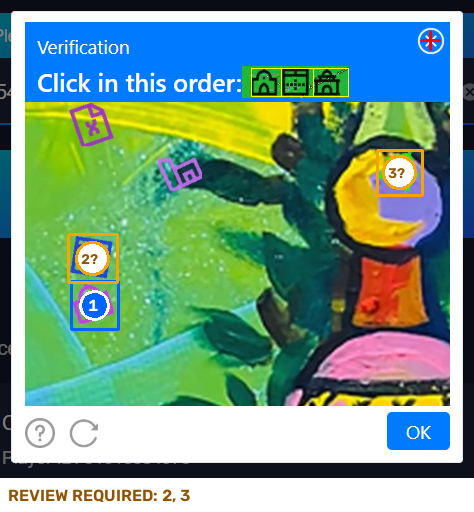 Verification
Click in this order:
3?
2?
1
OK
REVIEW REQUIRED: 2, 3